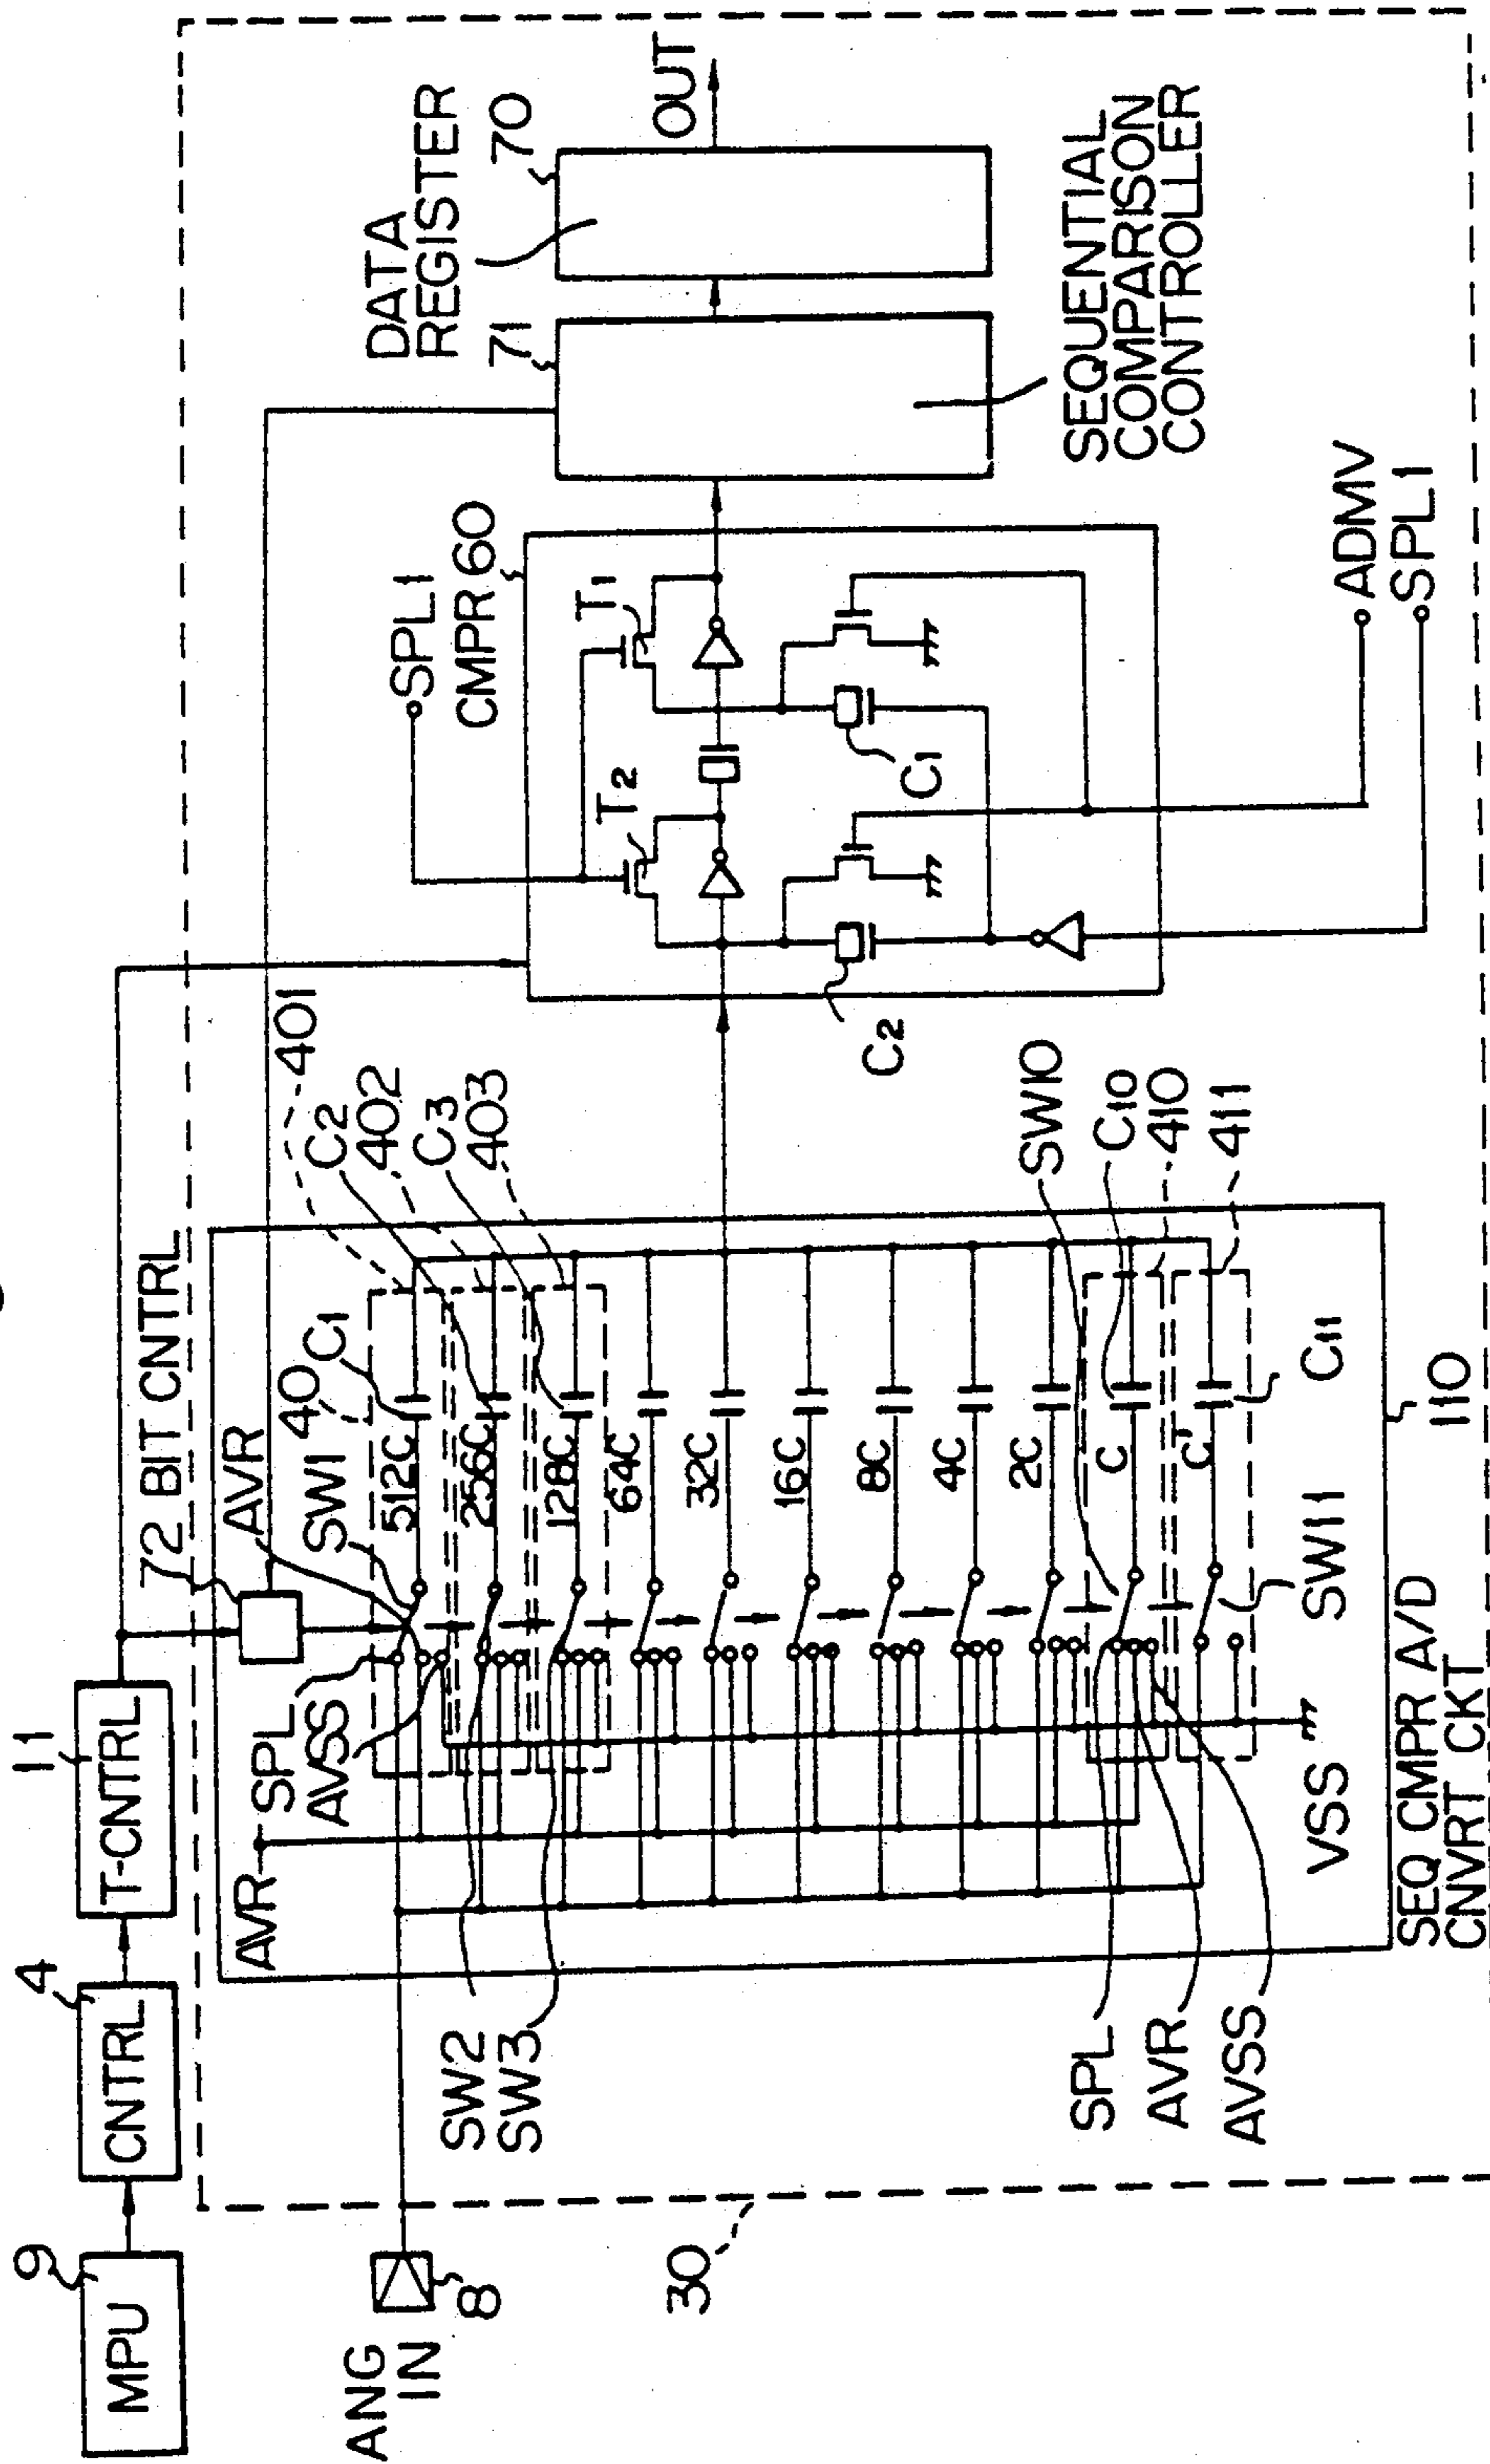 9
MPU
4
CNTRL
11
T-CNTRL
72 BIT CNTRL
AVR
SPL
AVSS
AVR
SW1
40
C1
401
C2
402
C3
403
512C
256C
128C
64C
32C
16C
8C
4C
2C
C
C'
SW2
SW3
SPL
AVR
AVSS
VSS
SW10
C10
410
411
C11
SW11
110
SEQ CMPR A/D
CNVRT CKT
ANG
IN
8
30
SPL1
CMPR 60
T1
T2
C1
C2
ADMV
SPL1
DATA
REGISTER
70
71
OUT
SEQUENTIAL
COMPARISON
CONTROLLER